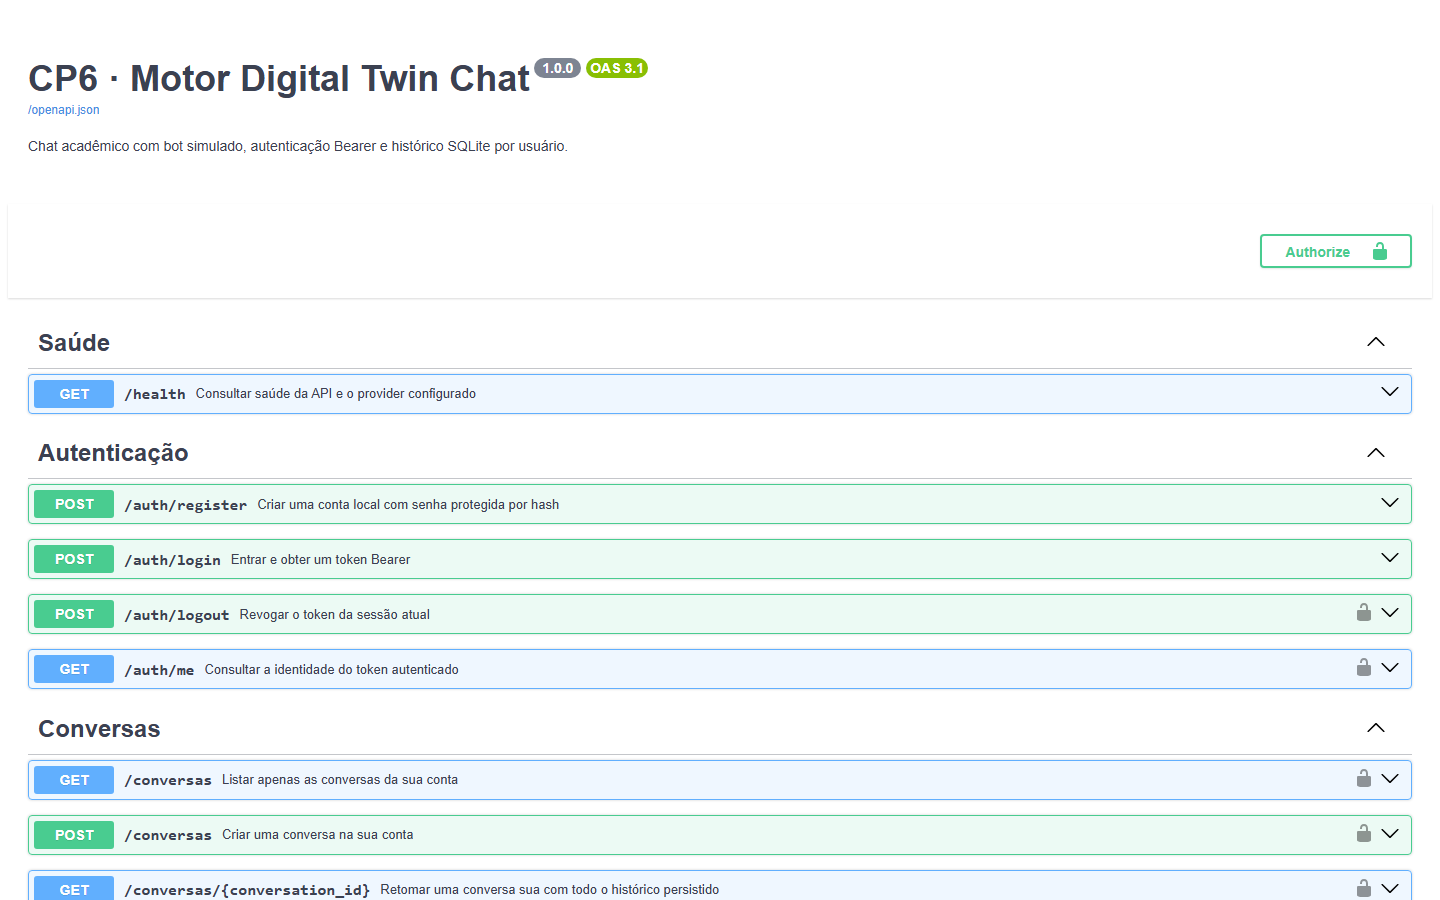 CP6 · Motor Digital Twin Chat 1.0.0 OAS 3.1
/openapi.json
Chat acadêmico com bot simulado, autenticação Bearer e histórico SQLite por usuário.
Authorize
Saúde
GET /health Consultar saúde da API e o provider configurado
Autenticação
POST /auth/register Criar uma conta local com senha protegida por hash
POST /auth/login Entrar e obter um token Bearer
POST /auth/logout Revogar o token da sessão atual
GET /auth/me Consultar a identidade do token autenticado
Conversas
GET /conversas Listar apenas as conversas da sua conta
POST /conversas Criar uma conversa na sua conta
GET /conversas/{conversation_id} Retomar uma conversa sua com todo o histórico persistido